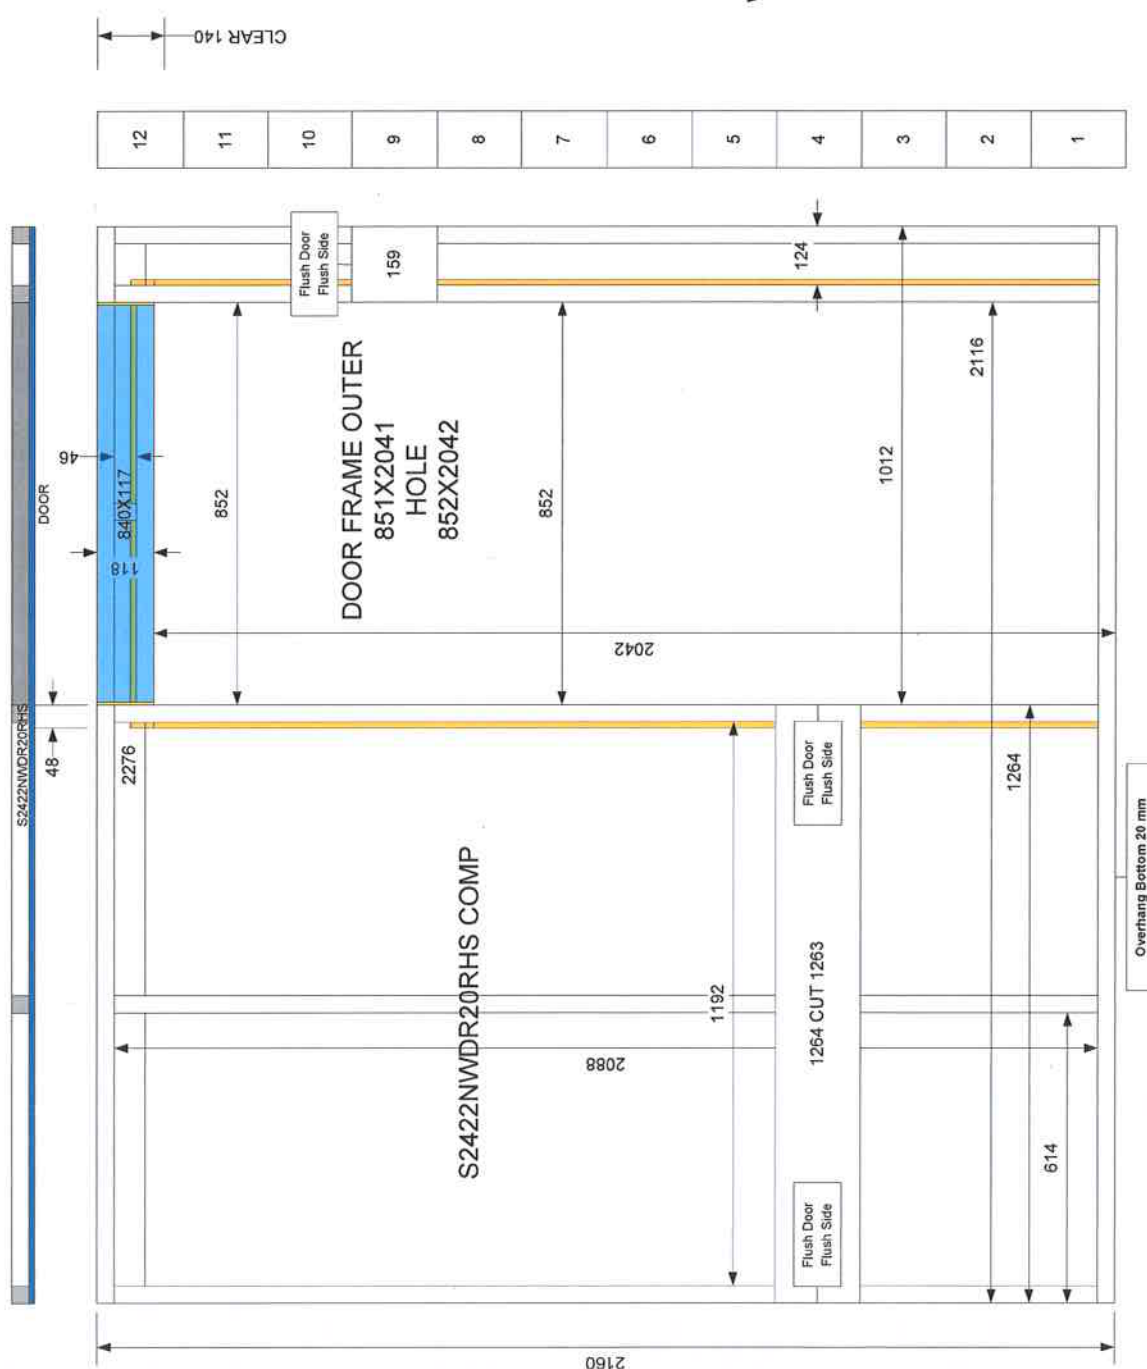 CLEAR 140
12
11
10
9
8
7
6
5
4
3
2
1
S2422NWDR20RHS
DOOR
48
46
840X117
118
2276
852
Flush Door
Flush Side
159
124
DOOR FRAME OUTER
851X2041
HOLE
852X2042
852
1012
2116
2042
S2422NWDR20RHS COMP
1192
Flush Door
Flush Side
1264 CUT 1263
Flush Door
Flush Side
1264
2088
614
2160
Overhang Bottom 20 mm